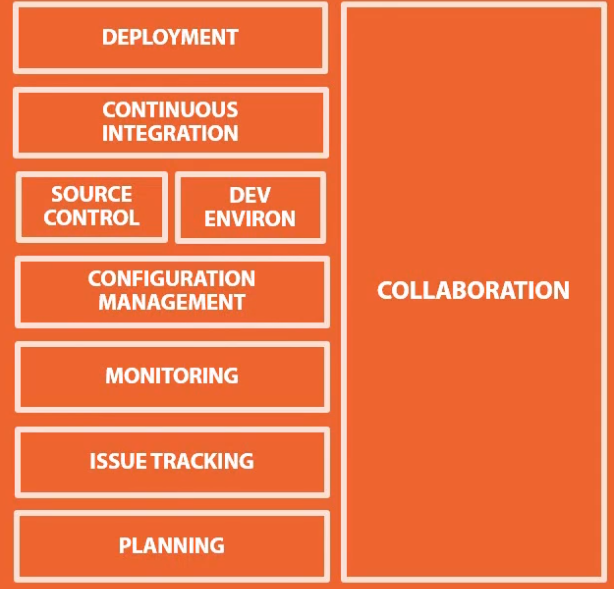 DEPLOYMENT
CONTINUOUS
INTEGRATION
SOURCE
CONTROL
DEV
ENVIRON
CONFIGURATION
MANAGEMENT
MONITORING
ISSUE TRACKING
PLANNING
COLLABORATION